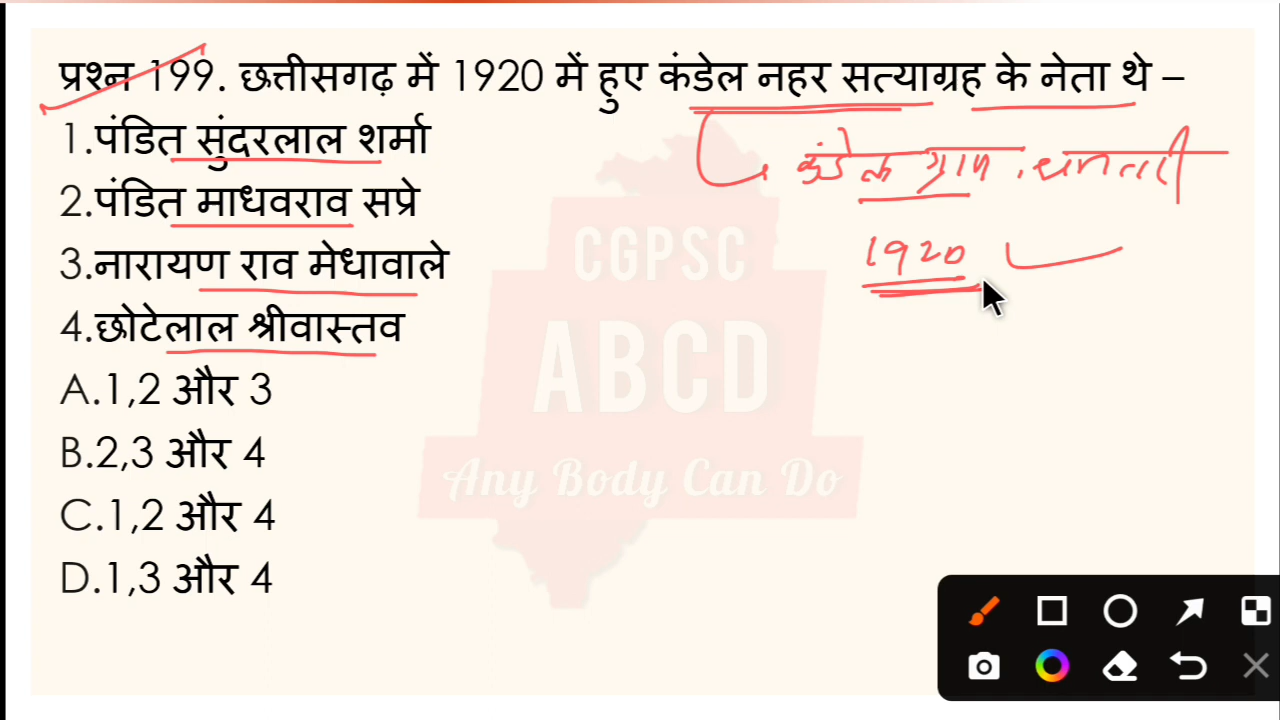 प्रश्न 199. छत्तीसगढ़ में 1920 में हुए कंडेल नहर सत्याग्रह के नेता थे –
1.पंडित सुंदरलाल शर्मा
कंडेल ग्राम, धमतरी
2.पंडित माधवराव सप्रे
1920
3.नारायण राव मेधावाले
4.छोटेलाल श्रीवास्तव
A.1,2 और 3
B.2,3 और 4
C.1,2 और 4
D.1,3 और 4
CGPSC
ABCD
Any Body Can Do